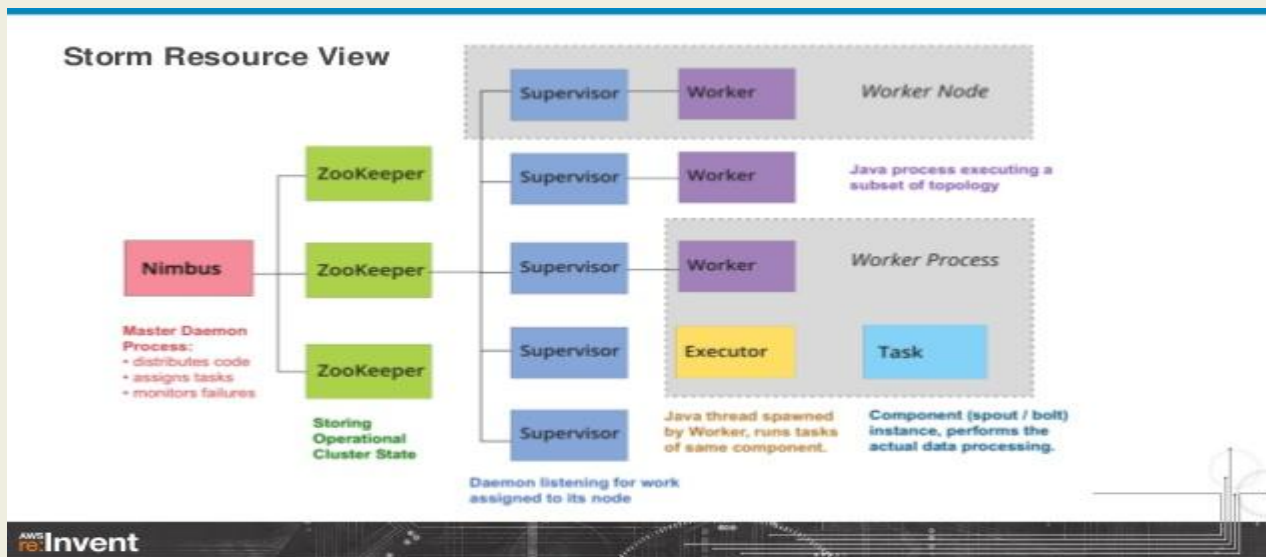 Storm Resource View
Supervisor
Worker
Worker Node
ZooKeeper
Supervisor
Worker
Java process executing a
subset of topology
Nimbus
ZooKeeper
Supervisor
Worker
Worker Process
Master Daemon
Process:
• distributes code
• assigns tasks
• monitors failures
ZooKeeper
Supervisor
Executor
Task
Storing
Operational
Cluster State
Supervisor
Java thread spawned
by Worker, runs tasks
of same component.
Component (spout / bolt)
instance, performs the
actual data processing.
Daemon listening for work
assigned to its node
AWS
re:Invent